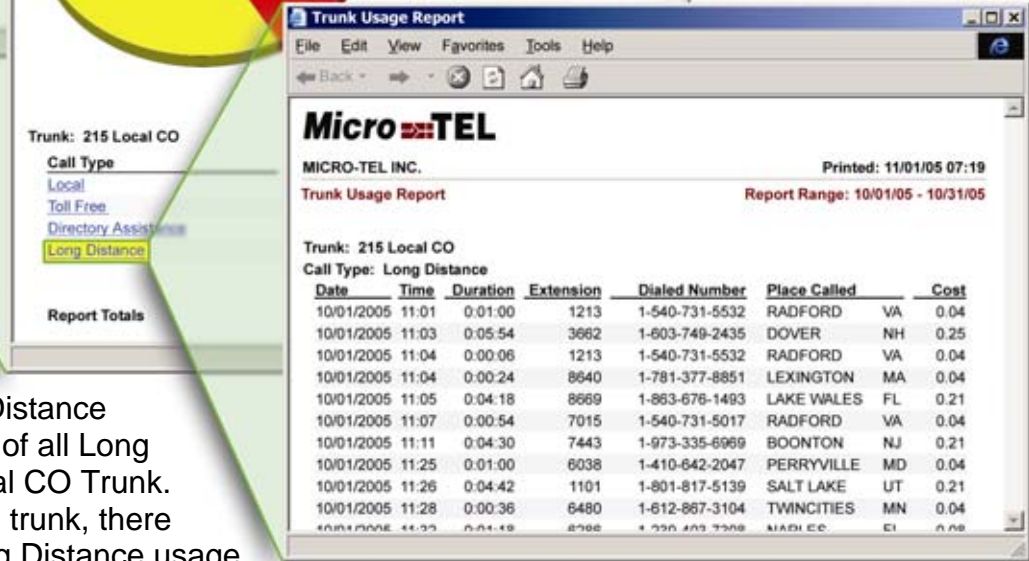 Trunk Usage Report
File Edit View Favorites Tools Help
Back
Micro TEL
MICRO-TEL INC. Printed: 11/01/05 07:19
Trunk Usage Report Report Range: 10/01/05 - 10/31/05
Trunk: 215 Local CO
Call Type: Long Distance
Date Time Duration Extension Dialed Number Place Called Cost
10/01/2005 11:01 0:01:00 1213 1-540-731-5532 RADFORD VA 0.04
10/01/2005 11:03 0:05:54 3662 1-603-749-2435 DOVER NH 0.25
10/01/2005 11:04 0:00:06 1213 1-540-731-5532 RADFORD VA 0.04
10/01/2005 11:04 0:00:24 8640 1-781-377-8851 LEXINGTON MA 0.04
10/01/2005 11:05 0:04:18 8669 1-863-676-1493 LAKE WALES FL 0.21
10/01/2005 11:07 0:00:54 7015 1-540-731-5017 RADFORD VA 0.04
10/01/2005 11:11 0:04:30 7443 1-973-335-6969 BOONTON NJ 0.21
10/01/2005 11:25 0:01:00 6038 1-410-642-2047 PERRYVILLE MD 0.04
10/01/2005 11:26 0:04:42 1101 1-801-817-5139 SALT LAKE UT 0.21
10/01/2005 11:28 0:00:36 6480 1-612-867-3104 TWINCITIES MN 0.04
Trunk: 215 Local CO
Call Type
Local
Toll Free
Directory Assistance
Long Distance
Report Totals
Distance
of all Long
al CO Trunk.
trunk, there
g Distance usage